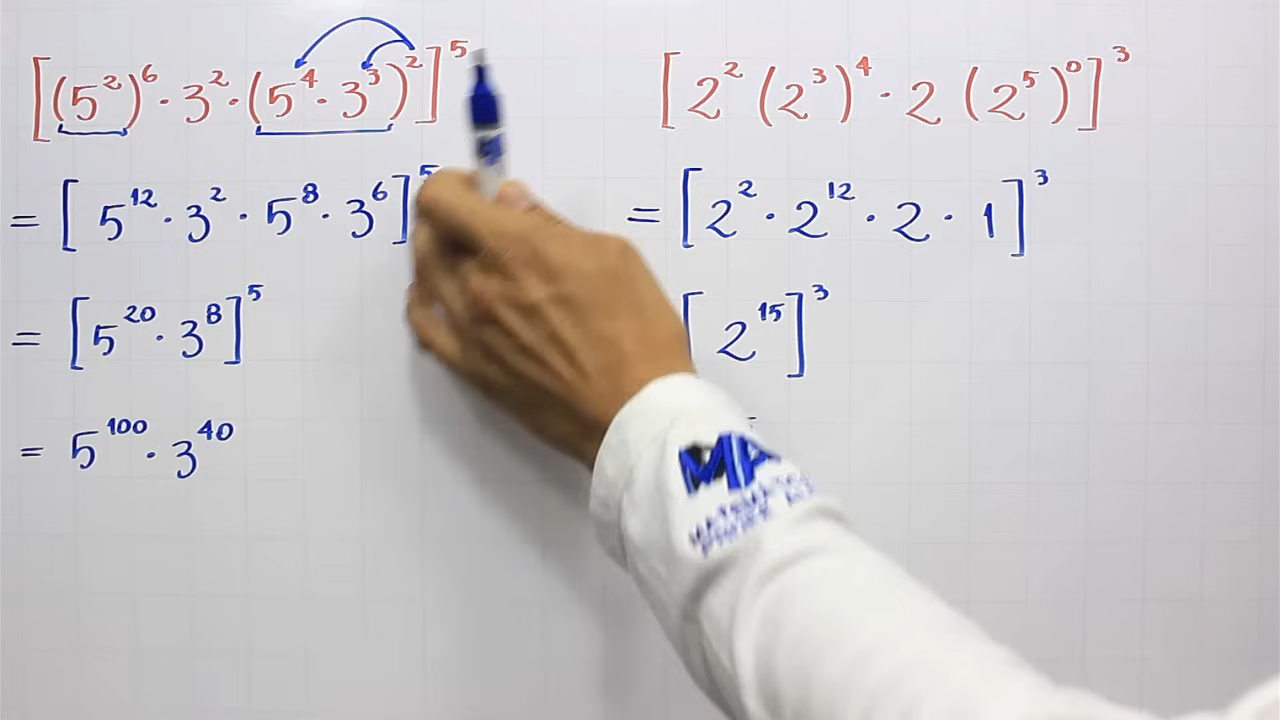 [(5²)⁶ · 3² · (5⁴ · 3³)²]⁵
= [5¹² · 3² · 5⁸ · 3⁶]⁵
= [5²⁰ · 3⁸]⁵
= 5¹⁰⁰ · 3⁴⁰
[2² (2³)⁴ · 2 (2⁵)⁰]³
= [2² · 2¹² · 2 · 1]³
[2¹⁵]³
MA